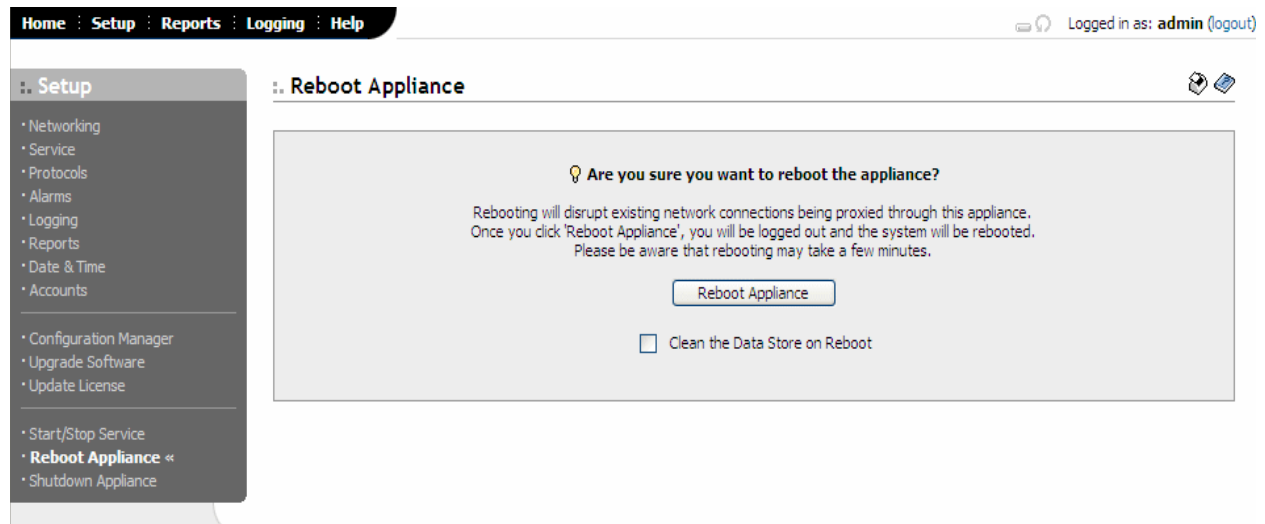 Home Setup Reports Logging Help
Logged in as: admin (logout)
:. Setup
· Networking
· Service
· Protocols
· Alarms
· Logging
· Reports
· Date & Time
· Accounts
· Configuration Manager
· Upgrade Software
· Update License
· Start/Stop Service
· Reboot Appliance «
· Shutdown Appliance
:. Reboot Appliance
Are you sure you want to reboot the appliance?
Rebooting will disrupt existing network connections being proxied through this appliance.
Once you click 'Reboot Appliance', you will be logged out and the system will be rebooted.
Please be aware that rebooting may take a few minutes.
Reboot Appliance
Clean the Data Store on Reboot